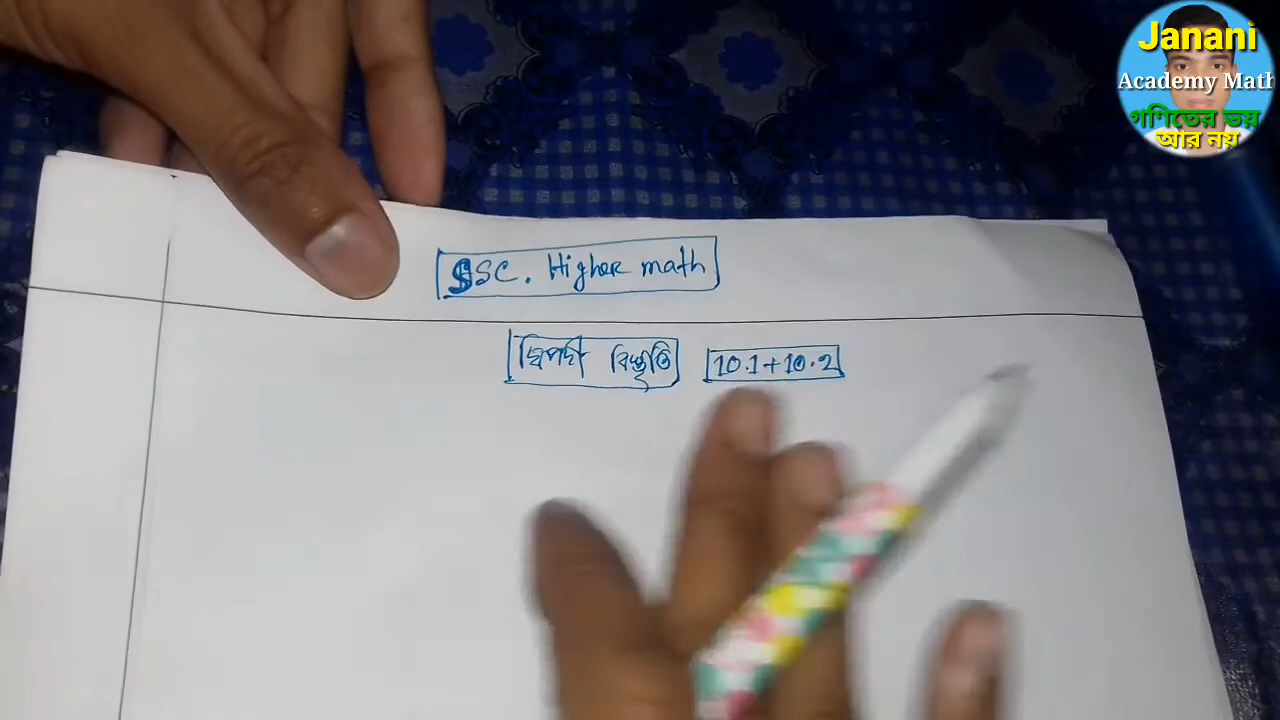 Janani
Academy Math
গণিতের ভয়
আর নয়
SSC. Higher math
দ্বিপদী বিস্তৃতি 10.1+10.2